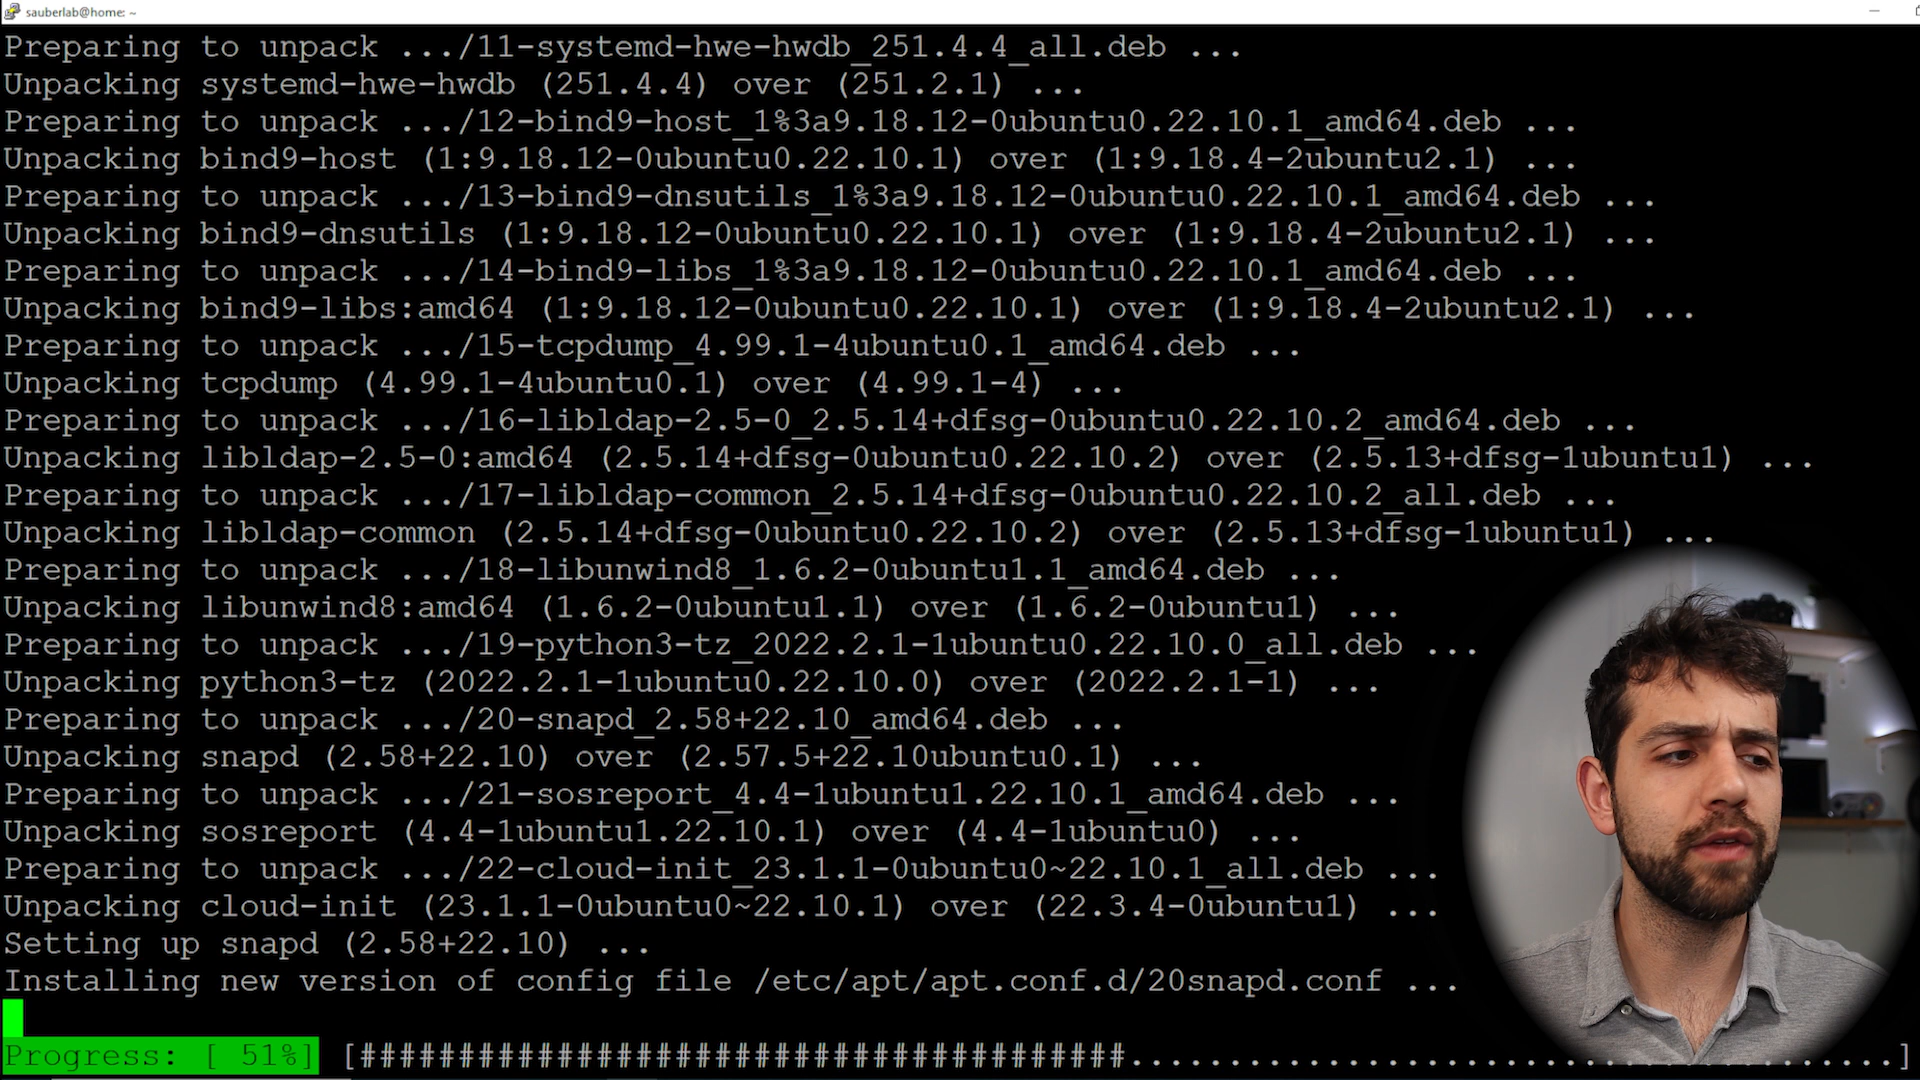 sauberlab@home: ~
Preparing to unpack .../11-systemd-hwe-hwdb_251.4.4_all.deb ...
Unpacking systemd-hwe-hwdb (251.4.4) over (251.2.1) ...
Preparing to unpack .../12-bind9-host_1%3a9.18.12-0ubuntu0.22.10.1_amd64.deb ...
Unpacking bind9-host (1:9.18.12-0ubuntu0.22.10.1) over (1:9.18.4-2ubuntu2.1) ...
Preparing to unpack .../13-bind9-dnsutils_1%3a9.18.12-0ubuntu0.22.10.1_amd64.deb ...
Unpacking bind9-dnsutils (1:9.18.12-0ubuntu0.22.10.1) over (1:9.18.4-2ubuntu2.1) ...
Preparing to unpack .../14-bind9-libs_1%3a9.18.12-0ubuntu0.22.10.1_amd64.deb ...
Unpacking bind9-libs:amd64 (1:9.18.12-0ubuntu0.22.10.1) over (1:9.18.4-2ubuntu2.1) ...
Preparing to unpack .../15-tcpdump_4.99.1-4ubuntu0.1_amd64.deb ...
Unpacking tcpdump (4.99.1-4ubuntu0.1) over (4.99.1-4) ...
Preparing to unpack .../16-libldap-2.5-0_2.5.14+dfsg-0ubuntu0.22.10.2_amd64.deb ...
Unpacking libldap-2.5-0:amd64 (2.5.14+dfsg-0ubuntu0.22.10.2) over (2.5.13+dfsg-1ubuntu1) ...
Preparing to unpack .../17-libldap-common_2.5.14+dfsg-0ubuntu0.22.10.2_all.deb ...
Unpacking libldap-common (2.5.14+dfsg-0ubuntu0.22.10.2) over (2.5.13+dfsg-1ubuntu1) ...
Preparing to unpack .../18-libunwind8_1.6.2-0ubuntu1.1_amd64.deb ...
Unpacking libunwind8:amd64 (1.6.2-0ubuntu1.1) over (1.6.2-0ubuntu1) ...
Preparing to unpack .../19-python3-tz_2022.2.1-1ubuntu0.22.10.0_all.deb ...
Unpacking python3-tz (2022.2.1-1ubuntu0.22.10.0) over (2022.2.1-1) ...
Preparing to unpack .../20-snapd_2.58+22.10_amd64.deb ...
Unpacking snapd (2.58+22.10) over (2.57.5+22.10ubuntu0.1) ...
Preparing to unpack .../21-sosreport_4.4-1ubuntu1.22.10.1_amd64.deb ...
Unpacking sosreport (4.4-1ubuntu1.22.10.1) over (4.4-1ubuntu0) ...
Preparing to unpack .../22-cloud-init_23.1.1-0ubuntu0~22.10.1_all.deb ...
Unpacking cloud-init (23.1.1-0ubuntu0~22.10.1) over (22.3.4-0ubuntu1) ...
Setting up snapd (2.58+22.10) ...
Installing new version of config file /etc/apt/apt.conf.d/20snapd.conf ...
Progress: [ 51%] [#######################################.......................................]